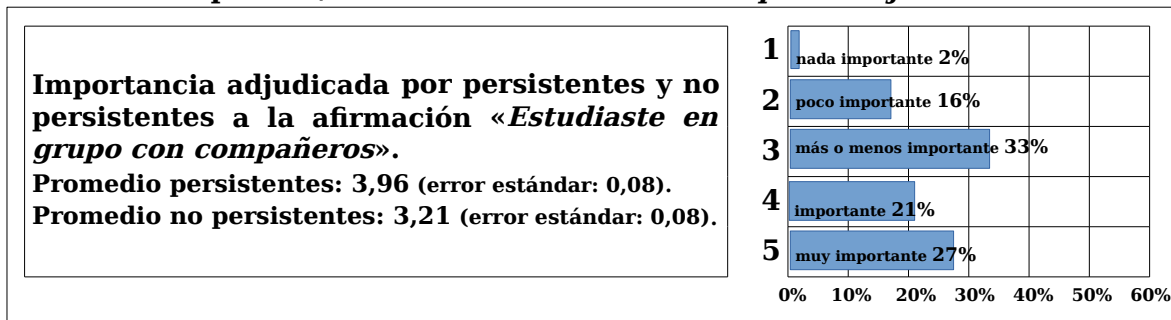 Importancia adjudicada por persistentes y no
persistentes a la afirmación «Estudiaste en
grupo con compañeros».
Promedio persistentes: 3,96 (error estándar: 0,08).
Promedio no persistentes: 3,21 (error estándar: 0,08).
1 nada importante 2%
2 poco importante 16%
3 más o menos importante 33%
4 importante 21%
5 muy importante 27%
0% 10% 20% 30% 40% 50% 60%